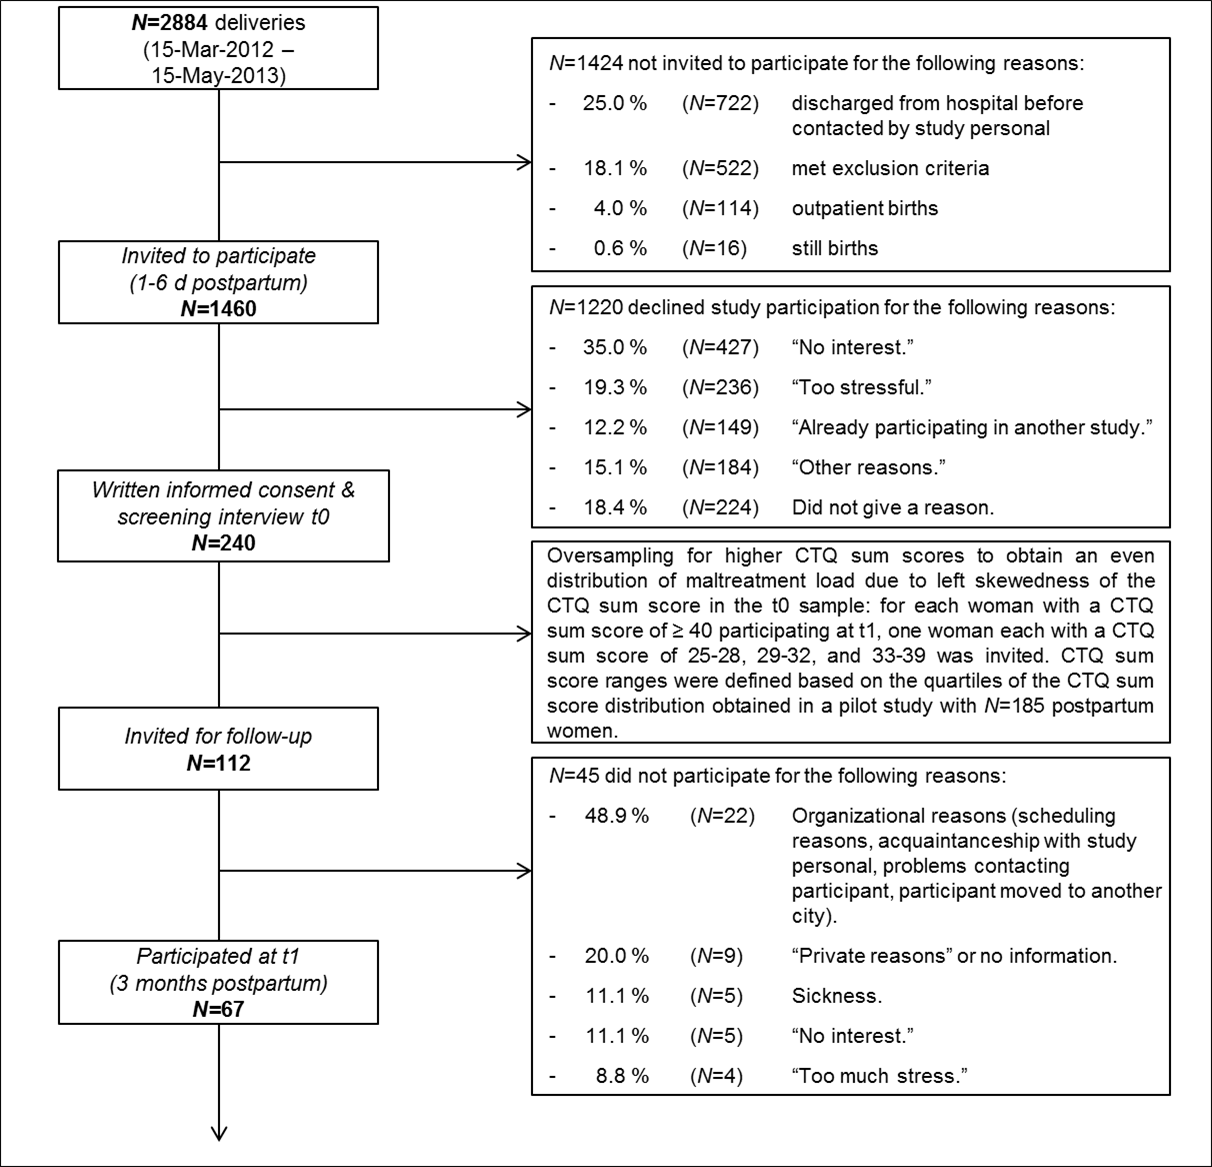 N=2884 deliveries
(15-Mar-2012 –
15-May-2013)
N=1424 not invited to participate for the following reasons:
- 25.0 % (N=722) discharged from hospital before
contacted by study personal
- 18.1 % (N=522) met exclusion criteria
- 4.0 % (N=114) outpatient births
- 0.6 % (N=16) still births
Invited to participate
(1-6 d postpartum)
N=1460
N=1220 declined study participation for the following reasons:
- 35.0 % (N=427) “No interest.”
- 19.3 % (N=236) “Too stressful.”
- 12.2 % (N=149) “Already participating in another study.”
- 15.1 % (N=184) “Other reasons.”
- 18.4 % (N=224) Did not give a reason.
Written informed consent &
screening interview t0
N=240
Oversampling for higher CTQ sum scores to obtain an even
distribution of maltreatment load due to left skewedness of the
CTQ sum score in the t0 sample: for each woman with a CTQ
sum score of ≥ 40 participating at t1, one woman each with a CTQ
sum score of 25-28, 29-32, and 33-39 was invited. CTQ sum
score ranges were defined based on the quartiles of the CTQ sum
score distribution obtained in a pilot study with N=185 postpartum
women.
Invited for follow-up
N=112
N=45 did not participate for the following reasons:
- 48.9 % (N=22) Organizational reasons (scheduling
reasons, acquaintanceship with study
personal, problems contacting
participant, participant moved to another
city).
- 20.0 % (N=9) “Private reasons” or no information.
- 11.1 % (N=5) Sickness.
- 11.1 % (N=5) “No interest.”
- 8.8 % (N=4) “Too much stress.”
Participated at t1
(3 months postpartum)
N=67